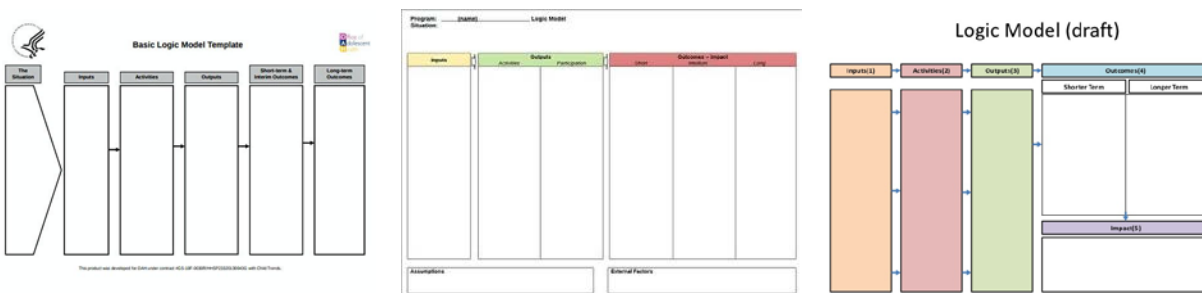 Basic Logic Model Template
The Situation
Inputs
Activities
Outputs
Short-term & Interim Outcomes
Long-term Outcomes
Program: (name) Logic Model
Situation:
Inputs
Outputs
Activities Participation
Outcomes – Impact
Short Medium Long
Assumptions
External Factors
Logic Model (draft)
Inputs(1)
Activities(2)
Outputs(3)
Outcomes(4)
Shorter Term
Longer Term
Impact(5)